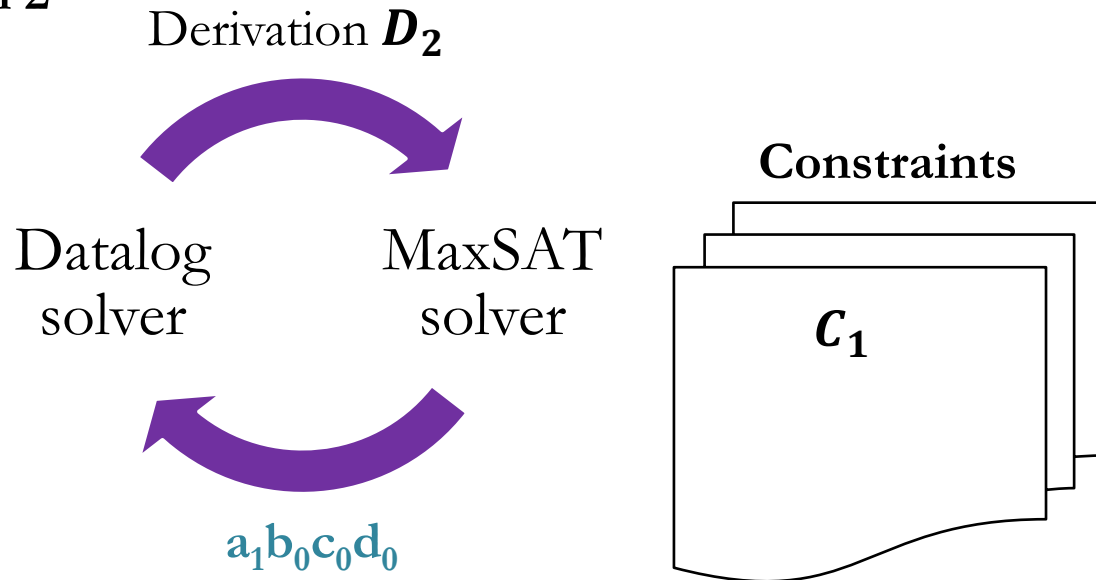 Derivation D₂
Constraints
Datalog
solver
MaxSAT
solver
C₁
a₁b₀c₀d₀